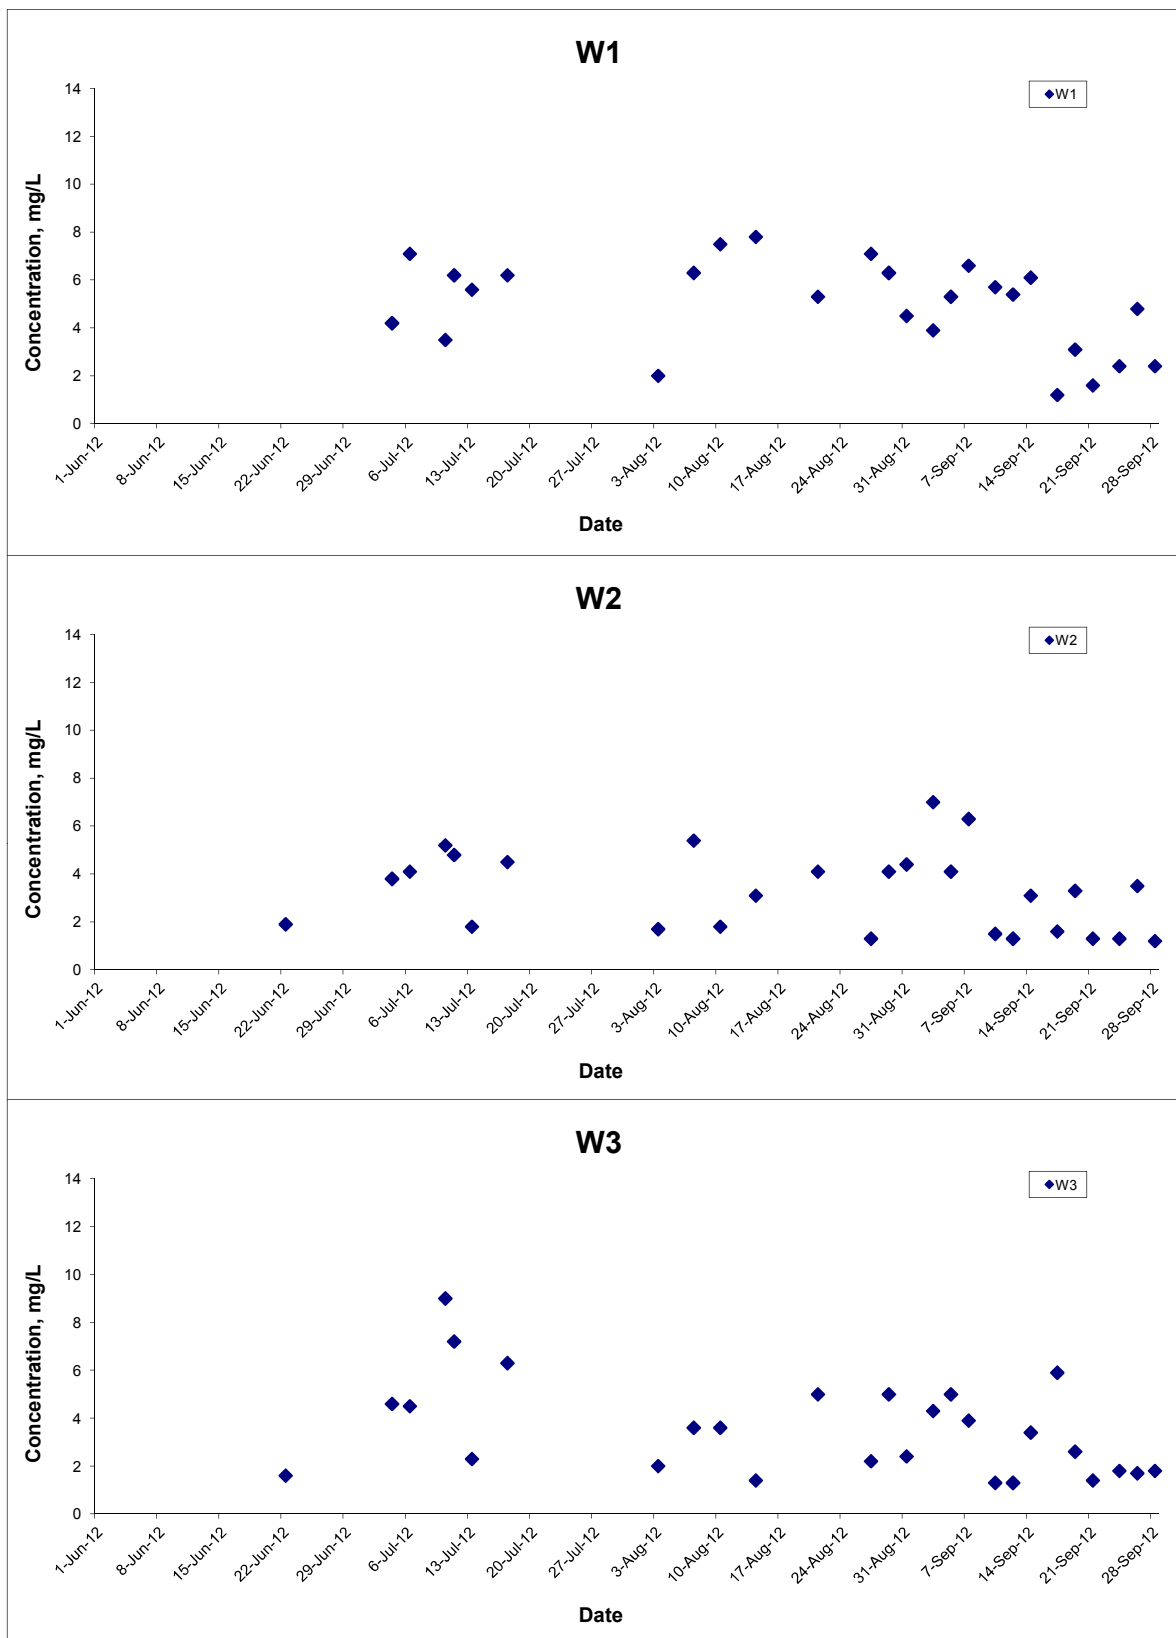 W1
W1
14
12
10
8
6
4
2
0
Concentration, mg/L
1-Jun-12
8-Jun-12
15-Jun-12
22-Jun-12
29-Jun-12
6-Jul-12
13-Jul-12
20-Jul-12
27-Jul-12
3-Aug-12
10-Aug-12
17-Aug-12
24-Aug-12
31-Aug-12
7-Sep-12
14-Sep-12
21-Sep-12
28-Sep-12
Date
W2
W2
14
12
10
8
6
4
2
0
Concentration, mg/L
1-Jun-12
8-Jun-12
15-Jun-12
22-Jun-12
29-Jun-12
6-Jul-12
13-Jul-12
20-Jul-12
27-Jul-12
3-Aug-12
10-Aug-12
17-Aug-12
24-Aug-12
31-Aug-12
7-Sep-12
14-Sep-12
21-Sep-12
28-Sep-12
Date
W3
W3
14
12
10
8
6
4
2
0
Concentration, mg/L
1-Jun-12
8-Jun-12
15-Jun-12
22-Jun-12
29-Jun-12
6-Jul-12
13-Jul-12
20-Jul-12
27-Jul-12
3-Aug-12
10-Aug-12
17-Aug-12
24-Aug-12
31-Aug-12
7-Sep-12
14-Sep-12
21-Sep-12
28-Sep-12
Date